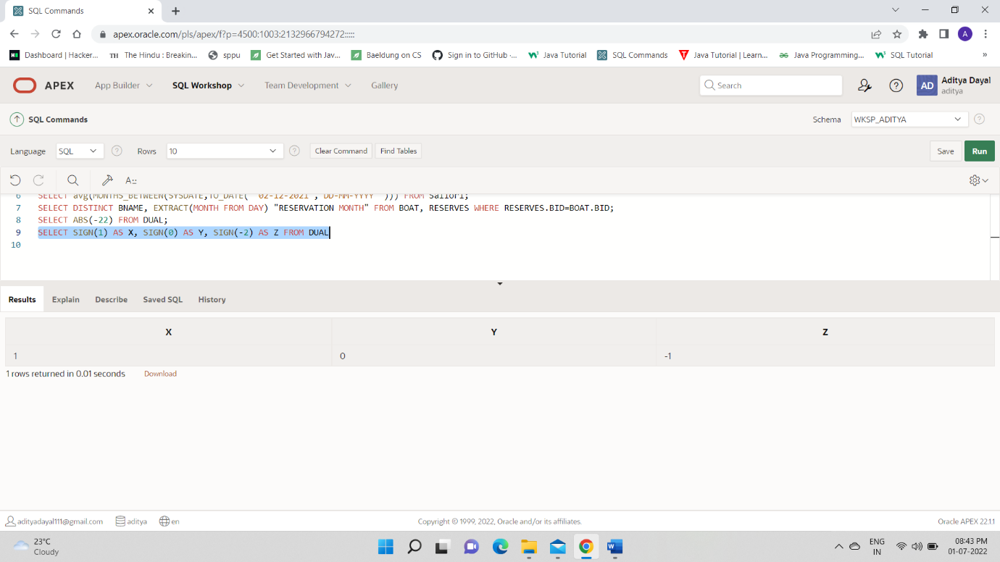 SQL Commands
apex.oracle.com/pls/apex/f?p=4500:1003:2132966794272:::::
A
Dashboard | Hacker... TH The Hindu : Breakin... sppu Get Started with Jav... Baeldung on CS Sign in to GitHub ·... Java Tutorial SQL Commands Java Tutorial | Learn... Java Programming... SQL Tutorial »
APEX App Builder SQL Workshop Team Development Gallery Search AD Aditya Dayal
aditya
SQL Commands Schema WKSP_ADITYA
Language SQL Rows 10 Clear Command Find Tables Save Run
6 SELECT avg(MONTHS_BETWEEN(SYSDATE,TO_DATE(' 02-12-2021 ', 'DD-MM-YYYY' ))) FROM Sailor1;
7 SELECT DISTINCT BNAME, EXTRACT(MONTH FROM DAY) "RESERVATION MONTH" FROM BOAT, RESERVES WHERE RESERVES.BID=BOAT.BID;
8 SELECT ABS(-22) FROM DUAL;
9 SELECT SIGN(1) AS X, SIGN(0) AS Y, SIGN(-2) AS Z FROM DUAL
10
Results Explain Describe Saved SQL History
X Y Z
1 0 -1
1 rows returned in 0.01 seconds Download
adityadayal111@gmail.com aditya en Copyright © 1999, 2022, Oracle and/or its affiliates. Oracle APEX 22.1.1
23°C
Cloudy
ENG
IN
08:43 PM
01-07-2022